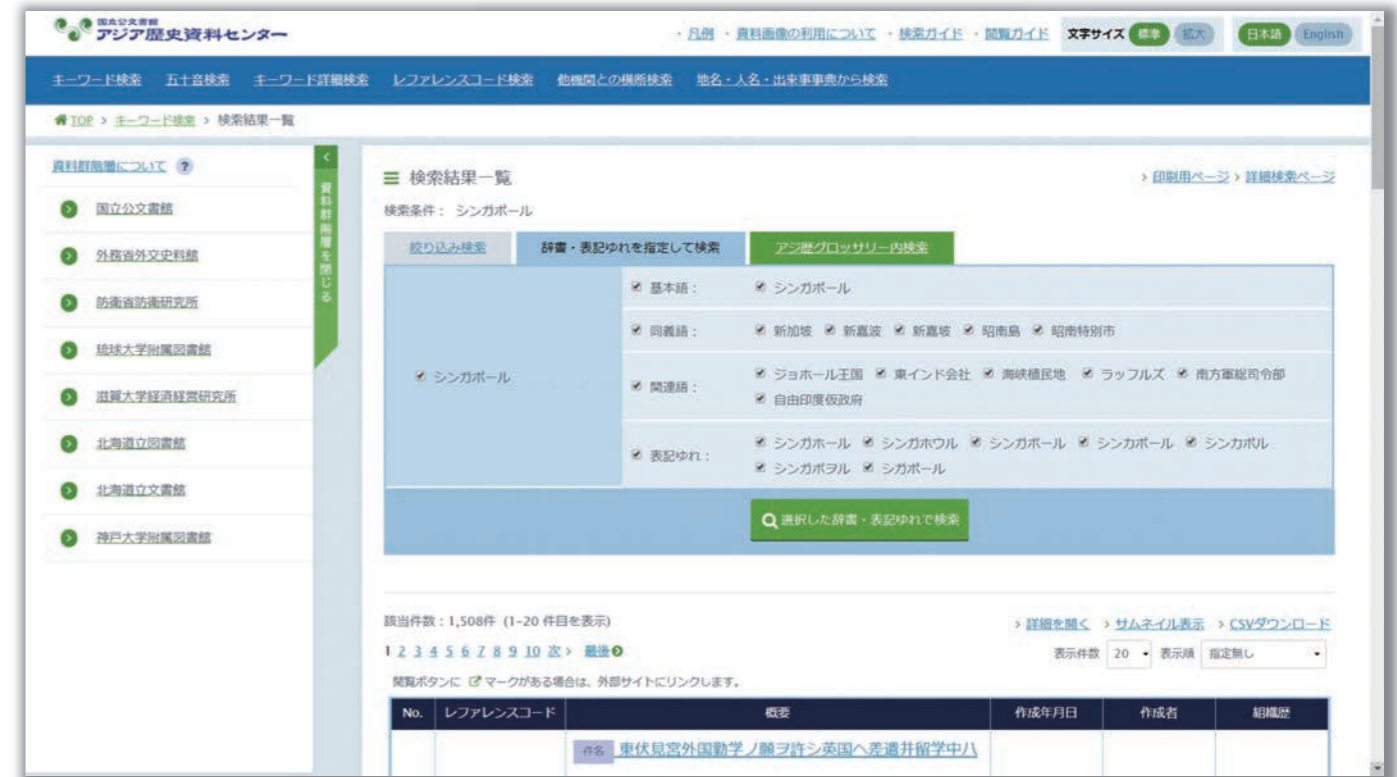 国立公文書館
アジア歴史資料センター
・凡例 ・資料画像の利用について ・検索ガイド ・閲覧ガイド 文字サイズ 標準 拡大 日本語 English
キーワード検索 五十音検索 キーワード詳細検索 レファレンスコード検索 他機関との横断検索 地名・人名・出来事事典から検索
TOP > キーワード検索 > 検索結果一覧
資料群階層について ?
資料群階層を閉じる
国立公文書館
外務省外交史料館
防衛省防衛研究所
琉球大学附属図書館
滋賀大学経済経営研究所
北海道立図書館
北海道立文書館
神戸大学附属図書館
検索結果一覧 > 印刷用ページ > 詳細検索ページ
検索条件： シンガポール
絞り込み検索 辞書・表記ゆれを指定して検索 アジ歴グロッサリー内検索
シンガポール
基本語： シンガポール
同義語： 新加坡 新嘉波 新嘉坡 昭南島 昭南特別市
関連語： ジョホール王国 東インド会社 海峡植民地 ラッフルズ 南方軍総司令部
自由印度仮政府
表記ゆれ： シンガホール シンガホウル シンガボール シンカポール シンカポル
シンガポヲル シガポール
選択した辞書・表記ゆれで検索
該当件数：1,508件 (1-20 件目を表示) > 詳細を開く > サムネイル表示 > CSVダウンロード
1 2 3 4 5 6 7 8 9 10 次> 最後
表示件数 20 表示順 指定無し
閲覧ボタンに マークがある場合は、外部サイトにリンクします。
No. レファレンスコード 概要 作成年月日 作成者 組織歴
件名 東伏見宮外国勤学ノ願ヲ許シ英国へ差遣并留学中八